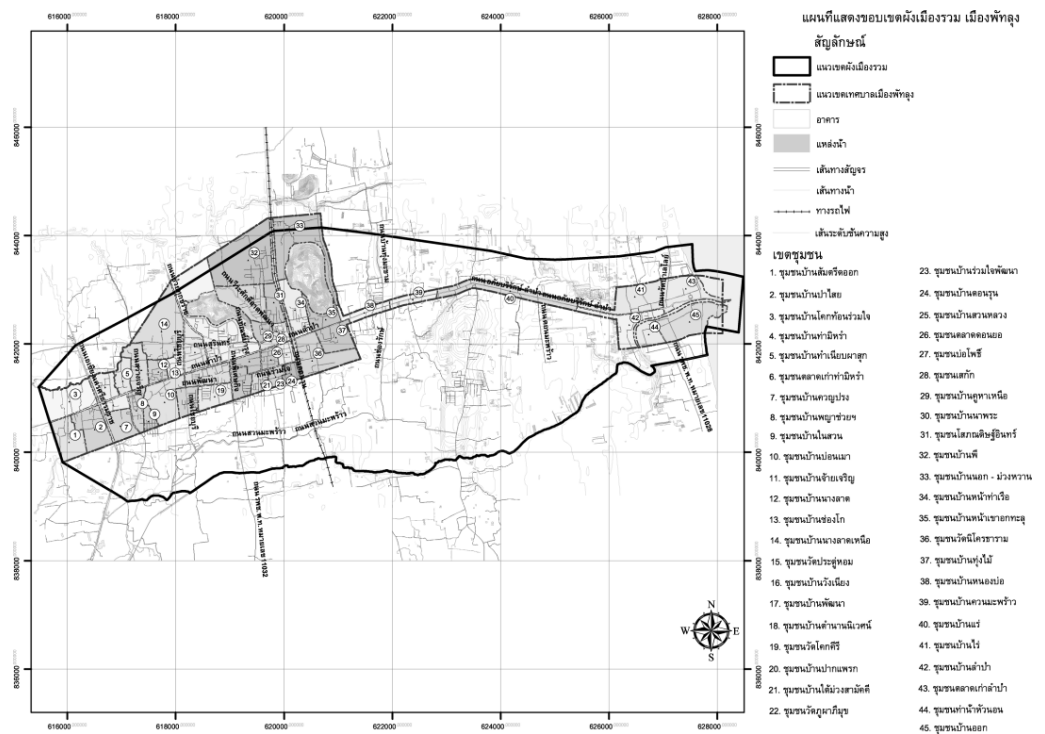 แผนที่แสดงขอบเขตผังเมืองรวม เมืองพัทลุง
สัญลักษณ์
แนวเขตผังเมืองรวม
แนวเขตเทศบาลเมืองพัทลุง
อาคาร
แหล่งน้ำ
เส้นทางสัญจร
เส้นทางน้ำ
ทางรถไฟ
เส้นระดับชั้นความสูง
เขตชุมชน
1. ชุมชนบ้านส้มตรีดออก
2. ชุมชนบ้านป่าไผ่ย
3. ชุมชนบ้านโคกท้อนร่วมใจ
4. ชุมชนบ้านท่ามิหรำ
5. ชุมชนบ้านทำเนียบผาสุก
6. ชุมชนตลาดเก่าท่ามิหรำ
7. ชุมชนบ้านควนปรง
8. ชุมชนบ้านพญาช่วยฯ
9. ชุมชนบ้านในสวน
10. ชุมชนบ้านบ่อนเมา
11. ชุมชนบ้านจ่ายเจริญ
12. ชุมชนบ้านนางลาด
13. ชุมชนบ้านช่องโก
14. ชุมชนบ้านนางลาดเหนือ
15. ชุมชนวัดประดู่หอม
16. ชุมชนบ้านวังเนียง
17. ชุมชนบ้านพัฒนา
18. ชุมชนบ้านตำนานนิเวศน์
19. ชุมชนวัดโคกคีรี
20. ชุมชนบ้านปากแพรก
21. ชุมชนบ้านใต้ม่วงสามัคคี
22. ชุมชนวัดภูผาภิมุข
23. ชุมชนบ้านร่วมใจพัฒนา
24. ชุมชนบ้านดอนรุน
25. ชุมชนบ้านสวนหลวง
26. ชุมชนตลาดดอนยอ
27. ชุมชนบ่อโพธิ์
28. ชุมชนเสกัก
29. ชุมชนบ้านคูหาเหนือ
30. ชุมชนบ้านนาพระ
31. ชุมชนโสภณดิษฐ์อินทร์
32. ชุมชนบ้านพี
33. ชุมชนบ้านนอก - ม่วงหวาน
34. ชุมชนบ้านหน้าท่าเรือ
35. ชุมชนบ้านหน้าเขาอกทะลุ
36. ชุมชนวัดนิโครธาราม
37. ชุมชนบ้านทุ่งไม้
38. ชุมชนบ้านหนองบ่อ
39. ชุมชนบ้านควนมะพร้าว
40. ชุมชนบ้านแร่
41. ชุมชนบ้านไร่
42. ชุมชนบ้านลำปำ
43. ชุมชนตลาดเก่าลำปำ
44. ชุมชนท่าน้ำหัวนอน
45. ชุมชนบ้านออก
616000 618000 620000 622000 624000 626000 628000
846000
844000
842000
840000
838000
836000
ถนนสุรินทร์
ถนนพัฒนา
ถนนสวนมะพร้าว
N
W E
S
616000 618000 620000 622000 624000 626000 628000